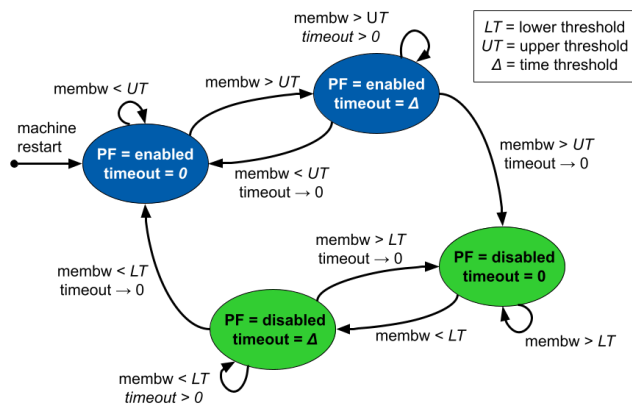 membw > UT
timeout > 0
LT = lower threshold
UT = upper threshold
Δ = time threshold
membw < UT
membw > UT
PF = enabled
timeout = Δ
machine
restart
PF = enabled
timeout = 0
membw > UT
timeout → 0
membw < UT
timeout → 0
membw > LT
timeout → 0
membw < LT
timeout → 0
PF = disabled
timeout = 0
PF = disabled
timeout = Δ
membw < LT
membw > LT
membw < LT
timeout > 0